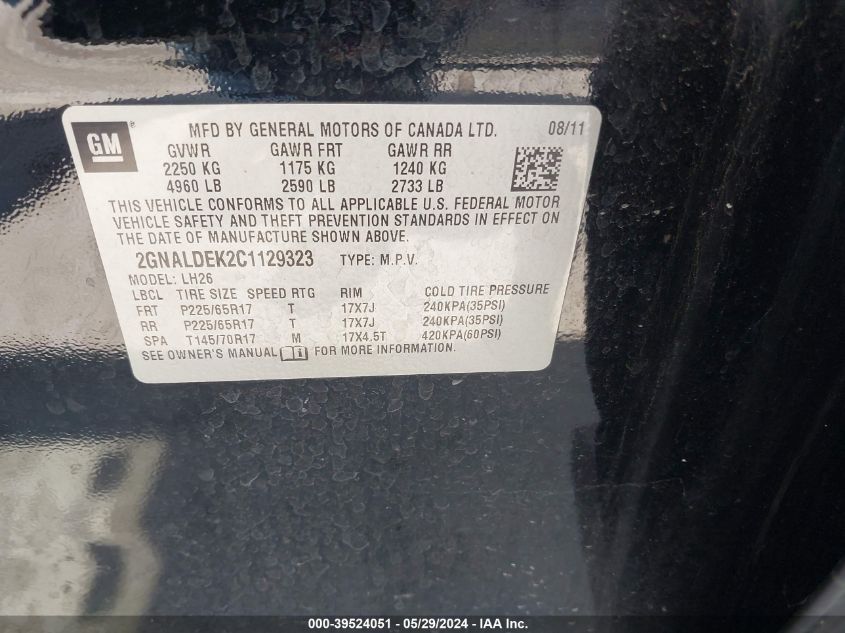 GM
MFD BY GENERAL MOTORS OF CANADA LTD. 08/11
GVWR GAWR FRT GAWR RR
2250 KG 1175 KG 1240 KG
4960 LB 2590 LB 2733 LB
THIS VEHICLE CONFORMS TO ALL APPLICABLE U.S. FEDERAL MOTOR
VEHICLE SAFETY AND THEFT PREVENTION STANDARDS IN EFFECT ON
THE DATE OF MANUFACTURE SHOWN ABOVE.
2GNALDEK2C1129323 TYPE: M.P.V.
MODEL: LH26
LBCL TIRE SIZE SPEED RTG RIM COLD TIRE PRESSURE
FRT P225/65R17 T 17X7J 240KPA(35PSI)
RR P225/65R17 T 17X7J 240KPA(35PSI)
SPA T145/70R17 M 17X4.5T 420KPA(60PSI)
SEE OWNER'S MANUAL FOR MORE INFORMATION.
000-39524051 - 05/29/2024 - IAA Inc.